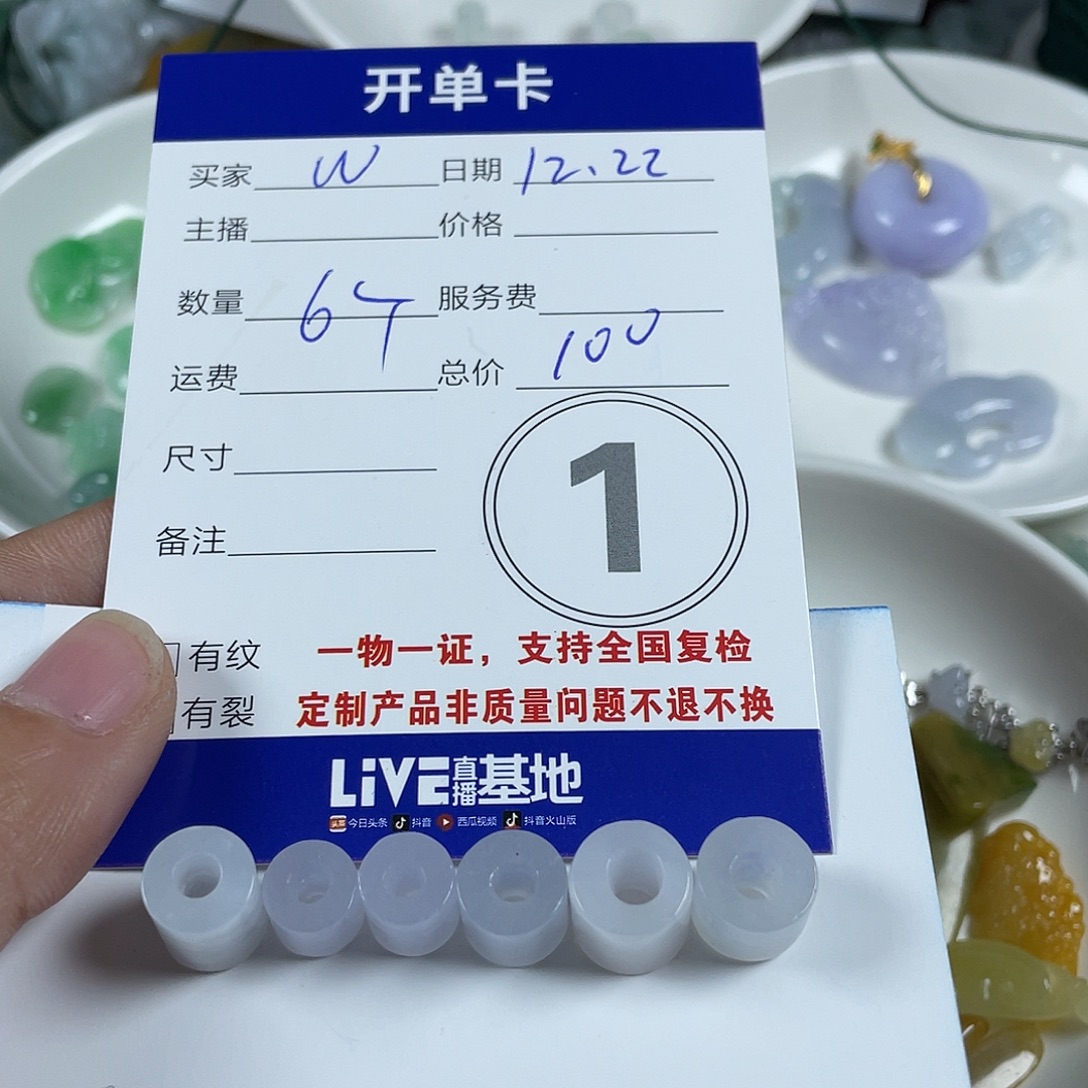 开单卡
买家 W 日期 12.22
主播 价格
数量 6个 服务费
运费 总价 100
尺寸
备注
1
有纹 一物一证，支持全国复检
有裂 定制产品非质量问题不退不换
LiVE直播基地
头条 今日头条 抖音 西瓜视频 抖音火山版